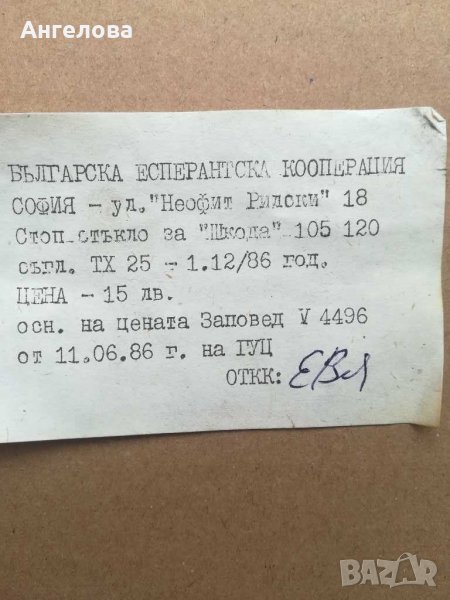 Ангелова
БЪЛГАРСКА ЕСПЕРАНТСКА КООПЕРАЦИЯ
СОФИЯ - ул. "Неофит Рилски" 18
Стоп стъкло за "Шкода" 105 120
съгл. ТХ 25 - 1.12/86 год.
ЦЕНА - 15 лв.
осн. на цената Заповед V 4496
от 11.06.86 г. на ГУЦ
ОТКК:
BAZAR